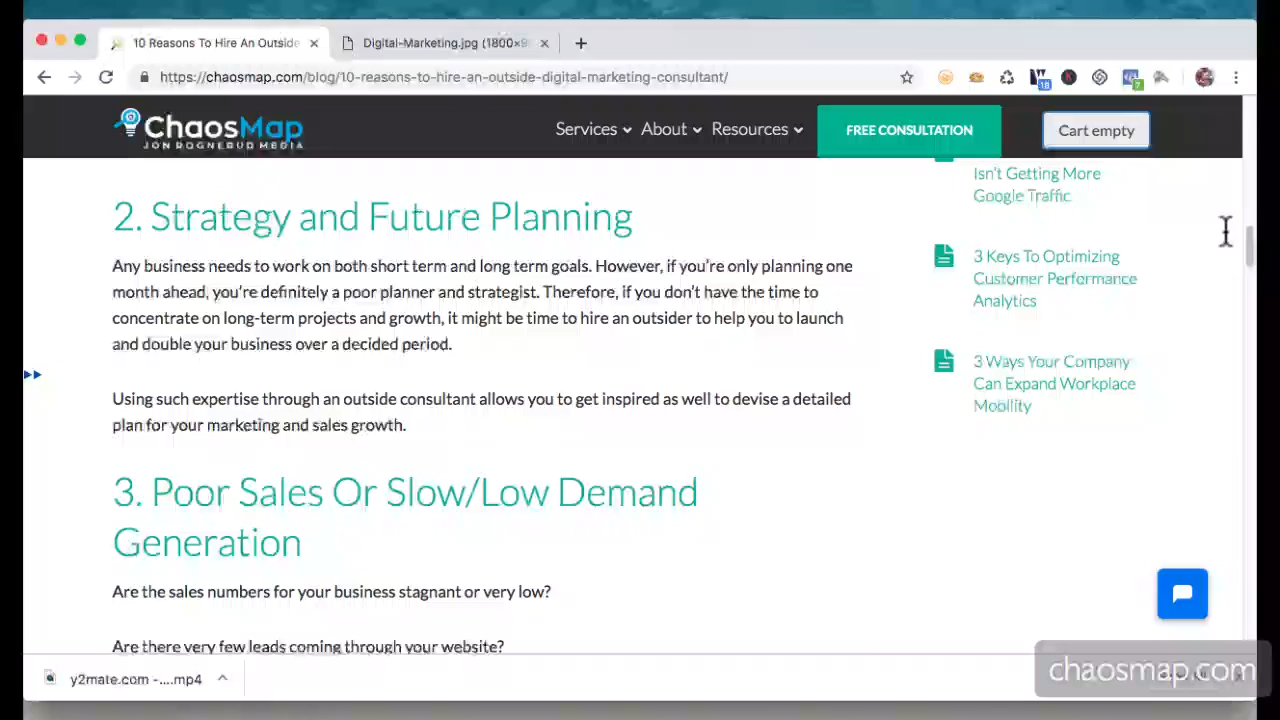 10 Reasons To Hire An Outside
Digital-Marketing.jpg (1800×9
https://chaosmap.com/blog/10-reasons-to-hire-an-outside-digital-marketing-consultant/
18
7
ChaosMap
JON ROGNERUD MEDIA
Services
About
Resources
FREE CONSULTATION
Cart empty
Isn't Getting More
Google Traffic
2. Strategy and Future Planning
Any business needs to work on both short term and long term goals. However, if you're only planning one
month ahead, you're definitely a poor planner and strategist. Therefore, if you don't have the time to
concentrate on long-term projects and growth, it might be time to hire an outsider to help you to launch
and double your business over a decided period.
3 Keys To Optimizing
Customer Performance
Analytics
3 Ways Your Company
Can Expand Workplace
Mobility
Using such expertise through an outside consultant allows you to get inspired as well to devise a detailed
plan for your marketing and sales growth.
3. Poor Sales Or Slow/Low Demand
Generation
Are the sales numbers for your business stagnant or very low?
Are there very few leads coming through your website?
y2mate.com -....mp4
chaosmap.com